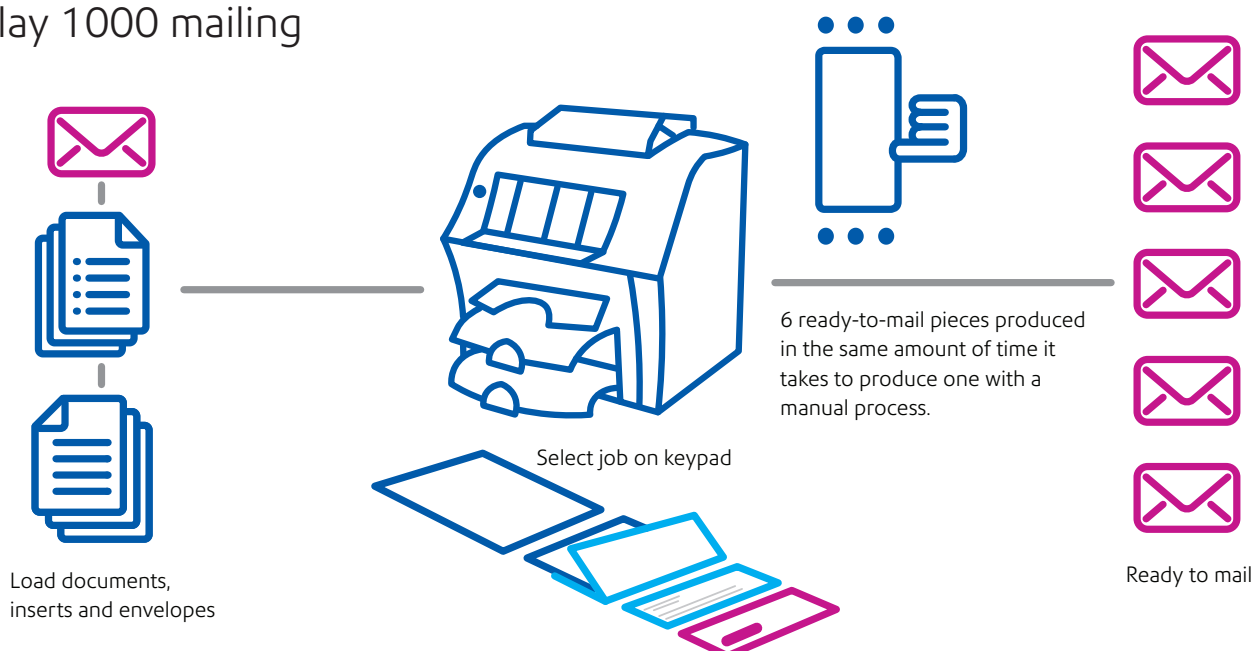 lay 1000 mailing
6 ready-to-mail pieces produced
in the same amount of time it
takes to produce one with a
manual process.
Select job on keypad
Load documents,
inserts and envelopes
Ready to mail